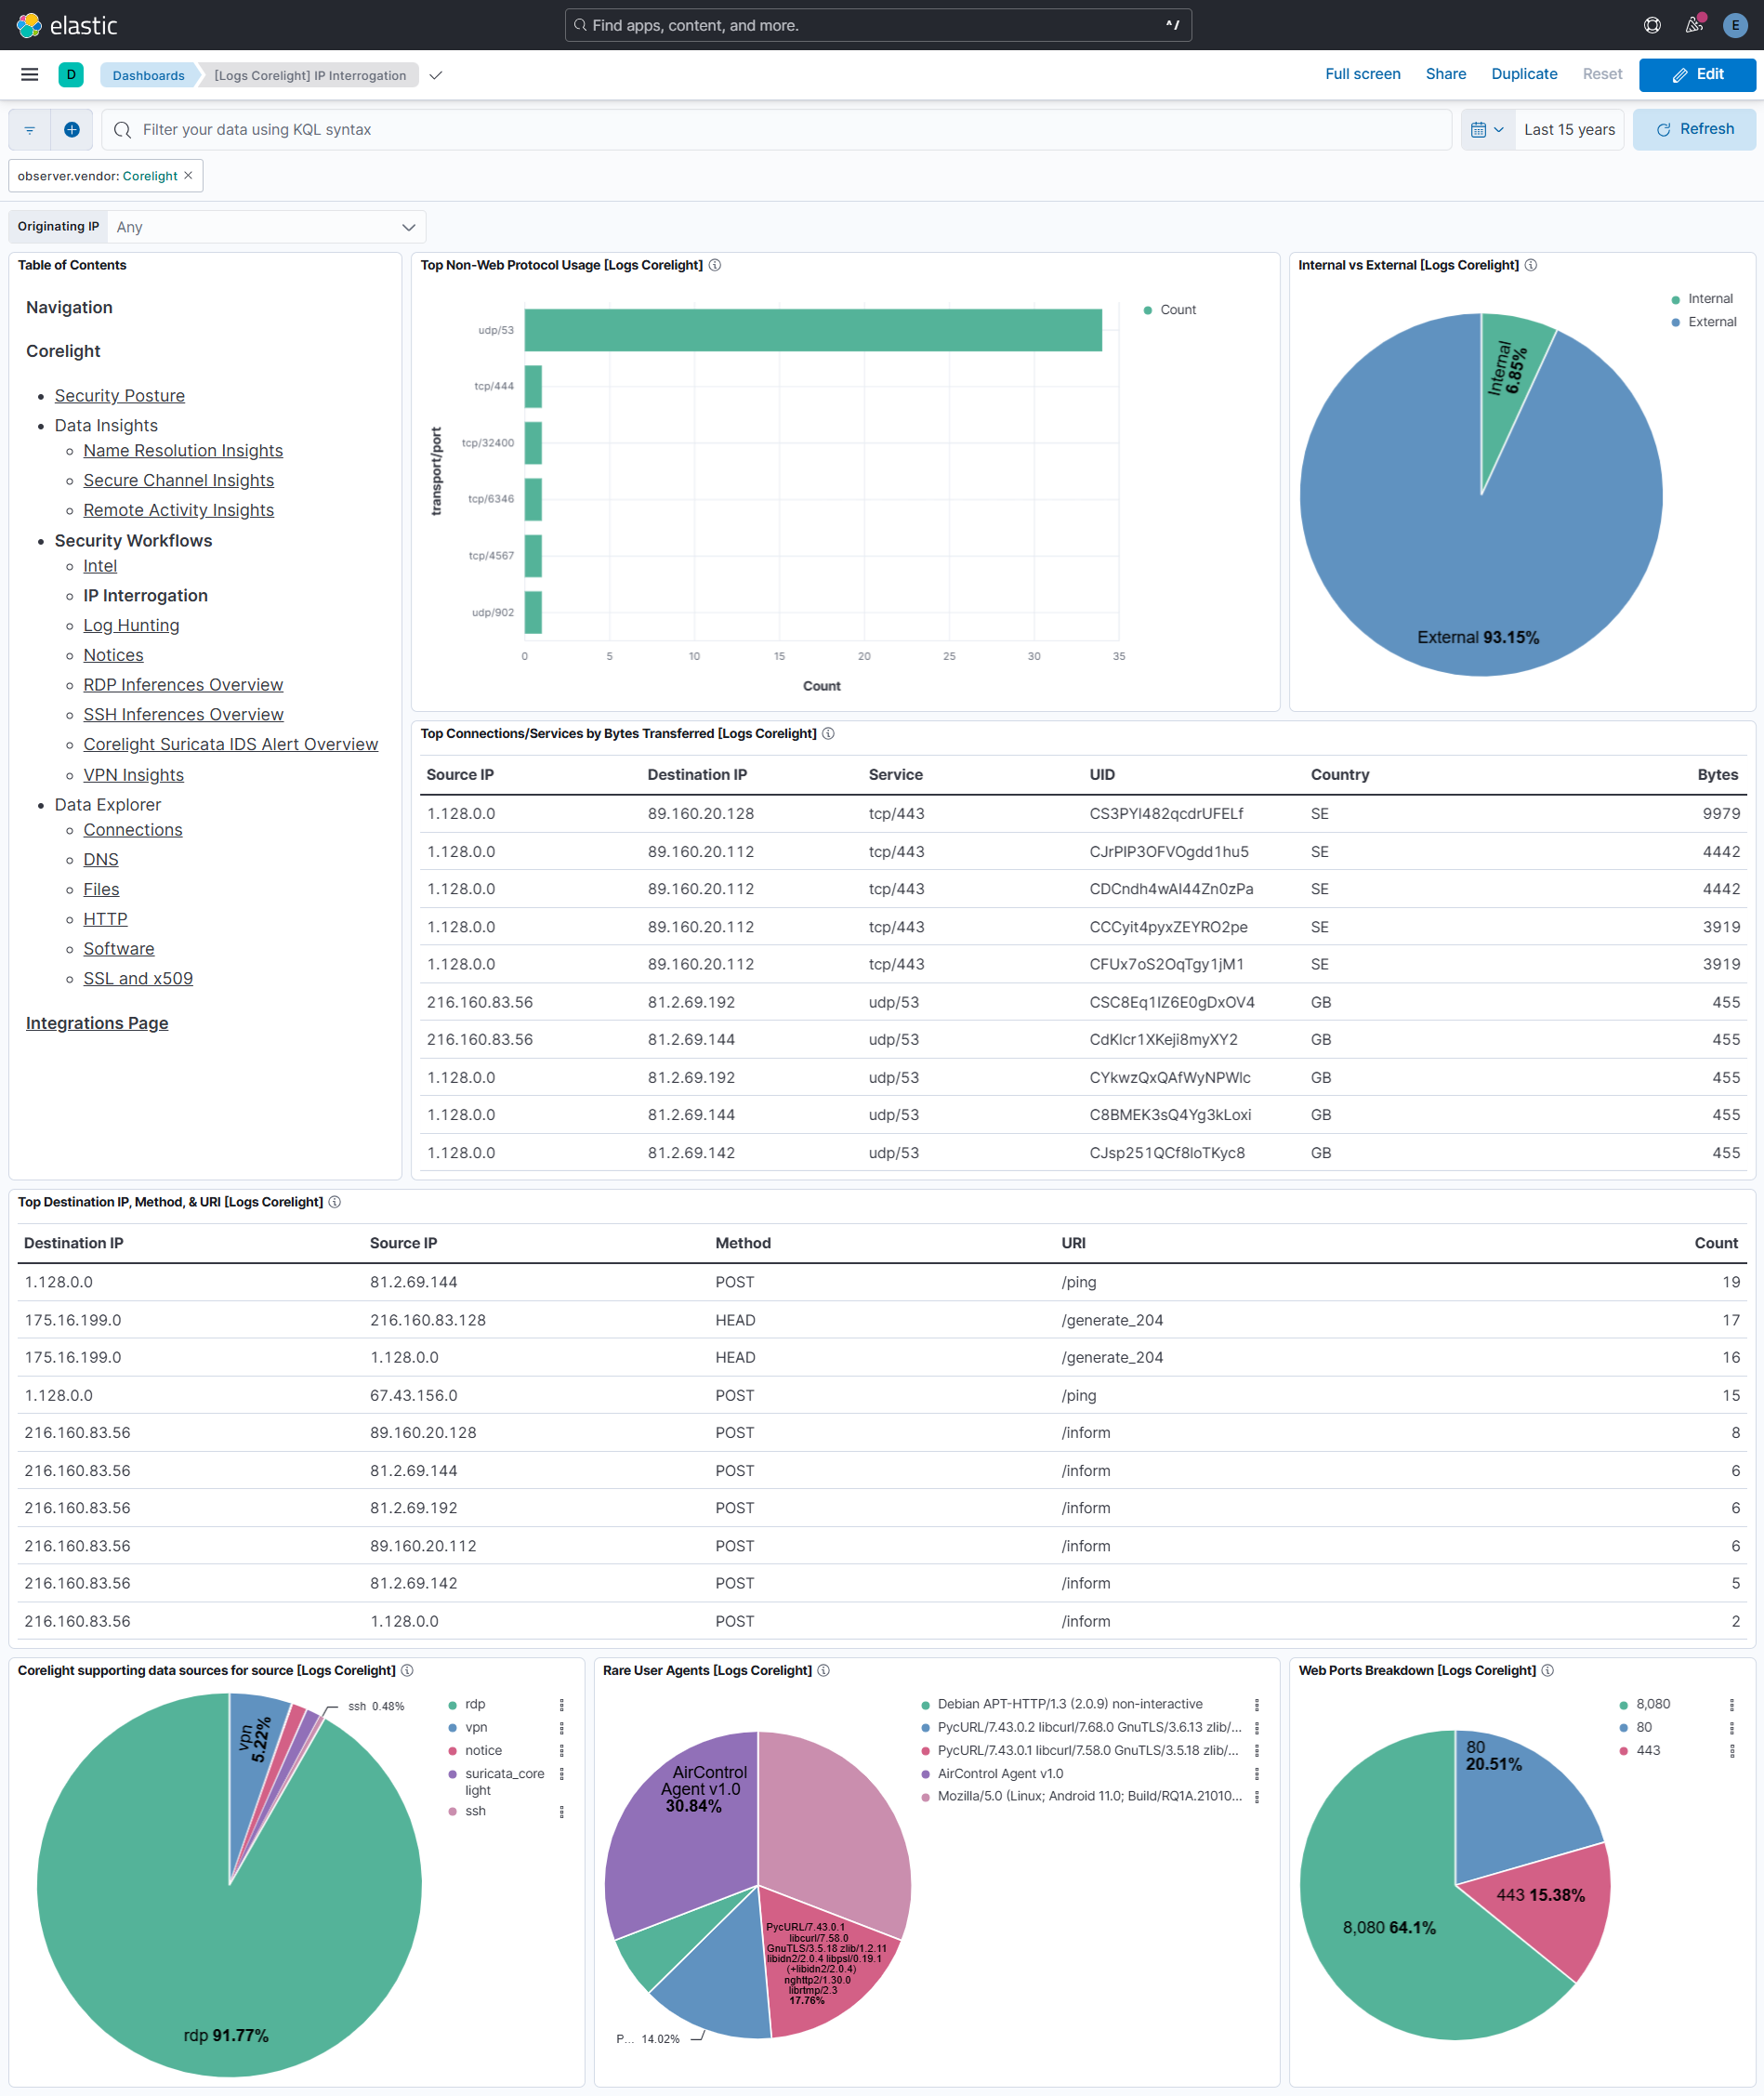 elastic
Find apps, content, and more.
^/
E
D
Dashboards
[Logs Corelight] IP Interrogation
Full screen
Share
Duplicate
Reset
Edit
Filter your data using KQL syntax
Last 15 years
Refresh
observer.vendor: Corelight ×
Originating IP
Any
Table of Contents
Navigation
Corelight
Security Posture
Data Insights
Name Resolution Insights
Secure Channel Insights
Remote Activity Insights
Security Workflows
Intel
IP Interrogation
Log Hunting
Notices
RDP Inferences Overview
SSH Inferences Overview
Corelight Suricata IDS Alert Overview
VPN Insights
Data Explorer
Connections
DNS
Files
HTTP
Software
SSL and x509
Integrations Page
Top Non-Web Protocol Usage [Logs Corelight]
Count
transport/port
udp/53
tcp/444
tcp/32400
tcp/6346
tcp/4567
udp/902
0 5 10 15 20 25 30 35
Count
Internal vs External [Logs Corelight]
Internal
External
Internal
6.85%
External 93.15%
Top Connections/Services by Bytes Transferred [Logs Corelight]
Source IP Destination IP Service UID Country Bytes
1.128.0.0 89.160.20.128 tcp/443 CS3PYl482qcdrUFELf SE 9979
1.128.0.0 89.160.20.112 tcp/443 CJrPlP3OFVOgdd1hu5 SE 4442
1.128.0.0 89.160.20.112 tcp/443 CDCndh4wAl44Zn0zPa SE 4442
1.128.0.0 89.160.20.112 tcp/443 CCCyit4pyxZEYRO2pe SE 3919
1.128.0.0 89.160.20.112 tcp/443 CFUx7oS2OqTgy1jM1 SE 3919
216.160.83.56 81.2.69.192 udp/53 CSC8Eq1lZ6E0gDxOV4 GB 455
216.160.83.56 81.2.69.144 udp/53 CdKlcr1XKeji8myXY2 GB 455
1.128.0.0 81.2.69.192 udp/53 CYkwzQxQAfWyNPWlc GB 455
1.128.0.0 81.2.69.144 udp/53 C8BMEK3sQ4Yg3kLoxi GB 455
1.128.0.0 81.2.69.142 udp/53 CJsp251QCf8loTKyc8 GB 455
Top Destination IP, Method, & URI [Logs Corelight]
Destination IP Source IP Method URI Count
1.128.0.0 81.2.69.144 POST /ping 19
175.16.199.0 216.160.83.128 HEAD /generate_204 17
175.16.199.0 1.128.0.0 HEAD /generate_204 16
1.128.0.0 67.43.156.0 POST /ping 15
216.160.83.56 89.160.20.128 POST /inform 8
216.160.83.56 81.2.69.144 POST /inform 6
216.160.83.56 81.2.69.192 POST /inform 6
216.160.83.56 89.160.20.112 POST /inform 6
216.160.83.56 81.2.69.142 POST /inform 5
216.160.83.56 1.128.0.0 POST /inform 2
Corelight supporting data sources for source [Logs Corelight]
vpn
5.22%
ssh 0.48%
rdp 91.77%
rdp
vpn
notice
suricata_core
light
ssh
Rare User Agents [Logs Corelight]
AirControl
Agent v1.0
30.84%
PycURL/7.43.0.1
libcurl/7.58.0
GnuTLS/3.5.18 zlib/1.2.11
libidn2/2.0.4 libpsl/0.19.1
(+libidn2/2.0.4)
nghttp2/1.30.0
librtmp/2.3
17.76%
P... 14.02%
Debian APT-HTTP/1.3 (2.0.9) non-interactive
PycURL/7.43.0.2 libcurl/7.68.0 GnuTLS/3.6.13 zlib/...
PycURL/7.43.0.1 libcurl/7.58.0 GnuTLS/3.5.18 zlib/...
AirControl Agent v1.0
Mozilla/5.0 (Linux; Android 11.0; Build/RQ1A.21010...
Web Ports Breakdown [Logs Corelight]
80
20.51%
443 15.38%
8,080 64.1%
8,080
80
443